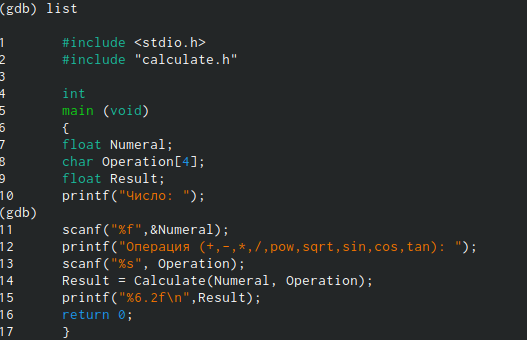 (gdb) list
1 #include <stdio.h>
2 #include "calculate.h"
3
4 int
5 main (void)
6 {
7 float Numeral;
8 char Operation[4];
9 float Result;
10 printf("Число: ");
(gdb)
11 scanf("%f",&Numeral);
12 printf("Операция (+,-,*,/,pow,sqrt,sin,cos,tan): ");
13 scanf("%s", Operation);
14 Result = Calculate(Numeral, Operation);
15 printf("%6.2f\n",Result);
16 return 0;
17 }